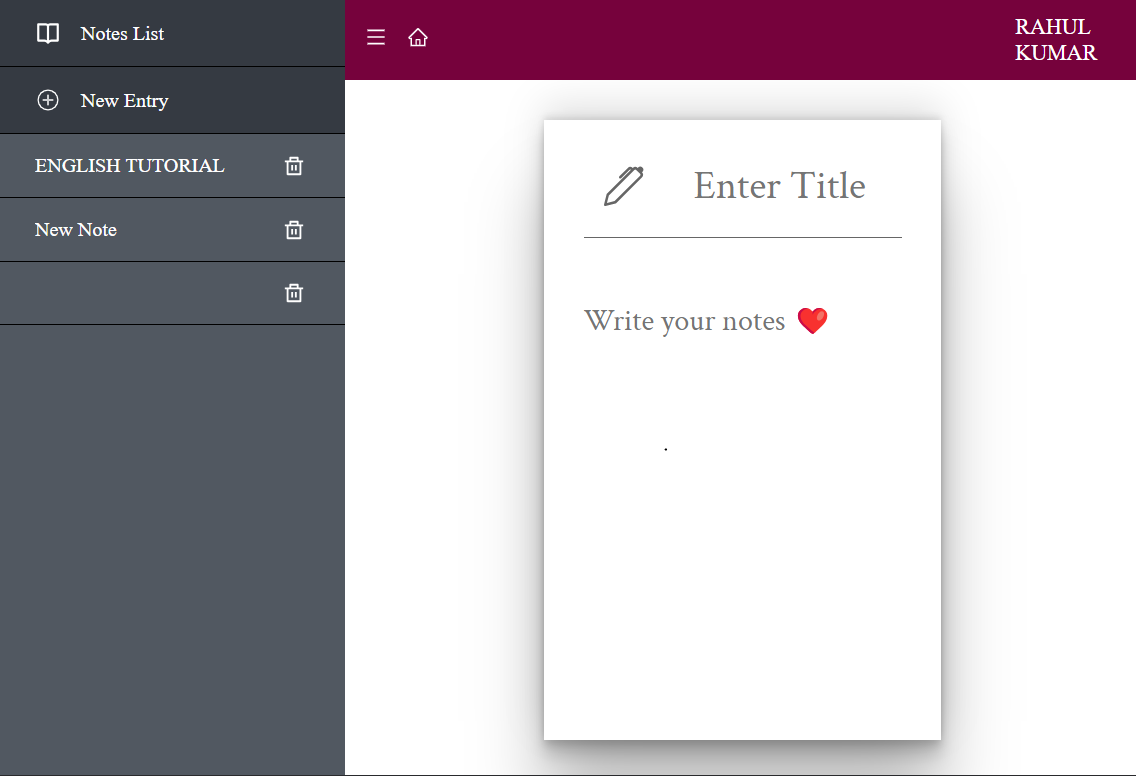 Notes List
New Entry
ENGLISH TUTORIAL
New Note
RAHUL
KUMAR
Enter Title
Write your notes ❤️